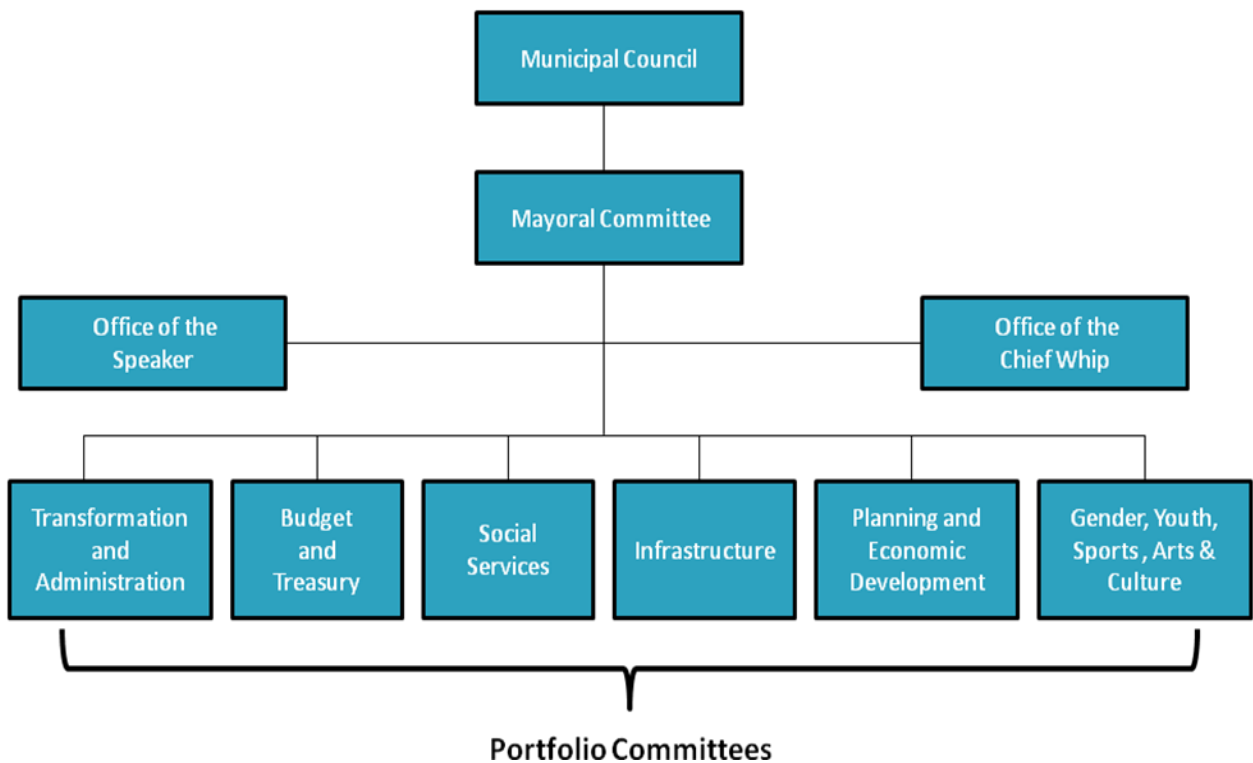 Municipal Council
Mayoral Committee
Office of the
Speaker
Office of the
Chief Whip
Transformation
and
Administration
Budget
and
Treasury
Social
Services
Infrastructure
Planning and
Economic
Development
Gender, Youth,
Sports , Arts &
Culture
Portfolio Committees